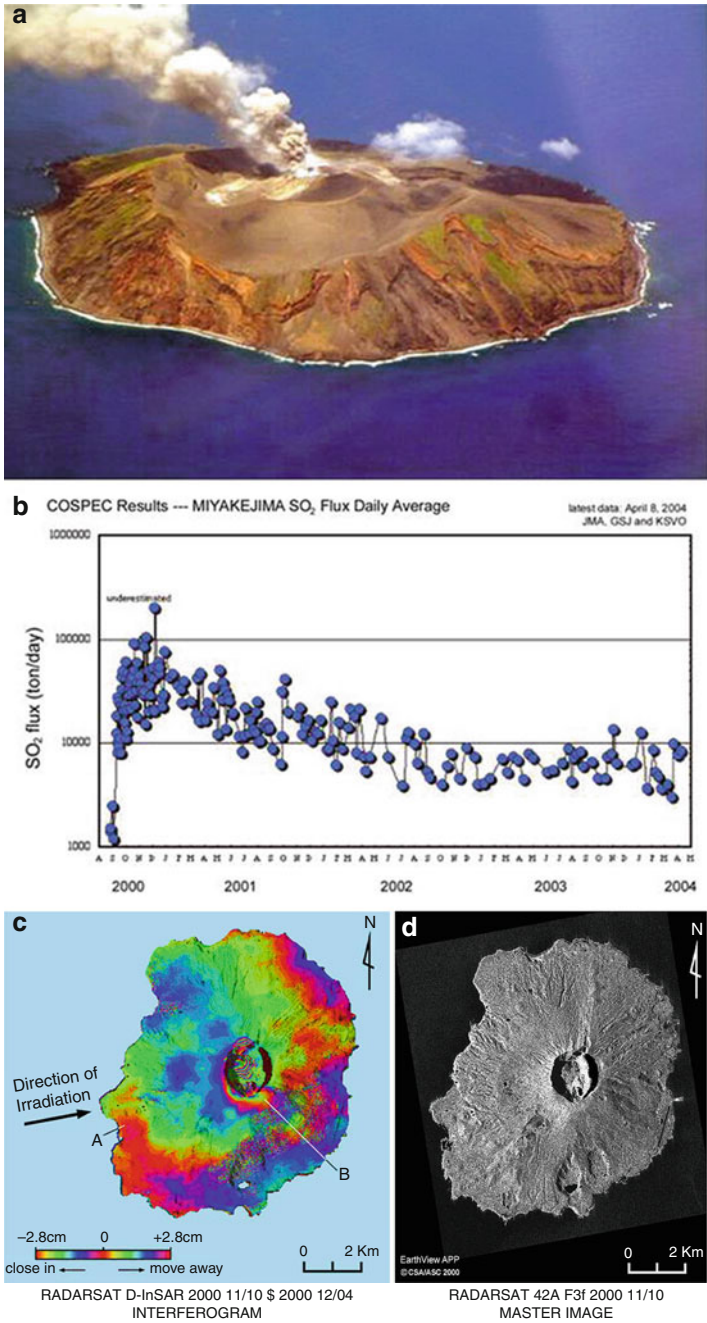 a
b
COSPEC Results --- MIYAKEJIMA SO₂ Flux Daily Average
latest data: April 8, 2004
JMA, GSJ and KSVO
1000000
underestimated
100000
SO₂ flux (ton/day)
10000
1000
A S O N D J F M A M J J A S O N D J F M A M J J A S O N D J F M A M J J A S O N D J F M A M
2000 2001 2002 2003 2004
c
N
Direction of
Irradiation
A
B
−2.8cm 0 +2.8cm
close in move away
0 2 Km
RADARSAT D-InSAR 2000 11/10 $ 2000 12/04
INTERFEROGRAM
d
N
EarthView APP
© CSA/ASC 2000
0 2 Km
RADARSAT 42A F3f 2000 11/10
MASTER IMAGE